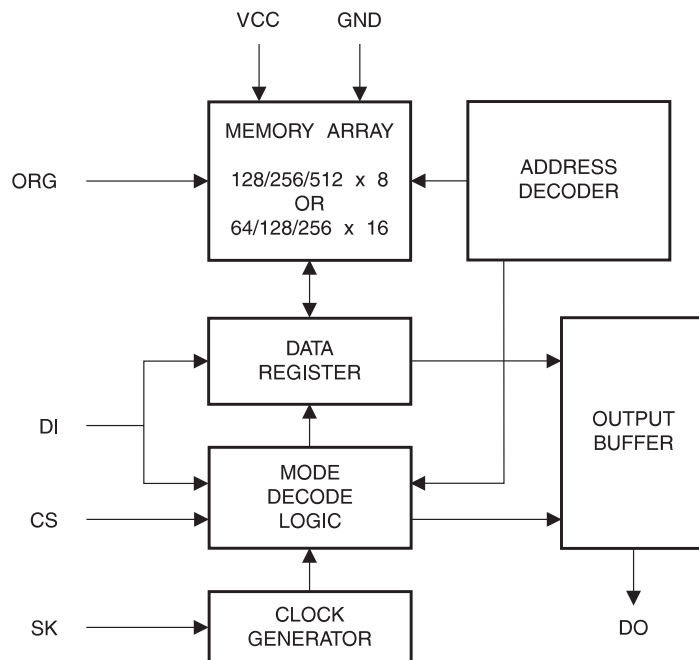 VCC GND
MEMORY ARRAY
128/256/512 x 8
OR
64/128/256 x 16
ADDRESS
DECODER
ORG
DATA
REGISTER
OUTPUT
BUFFER
DI
MODE
DECODE
LOGIC
CS
CLOCK
GENERATOR
SK
DO